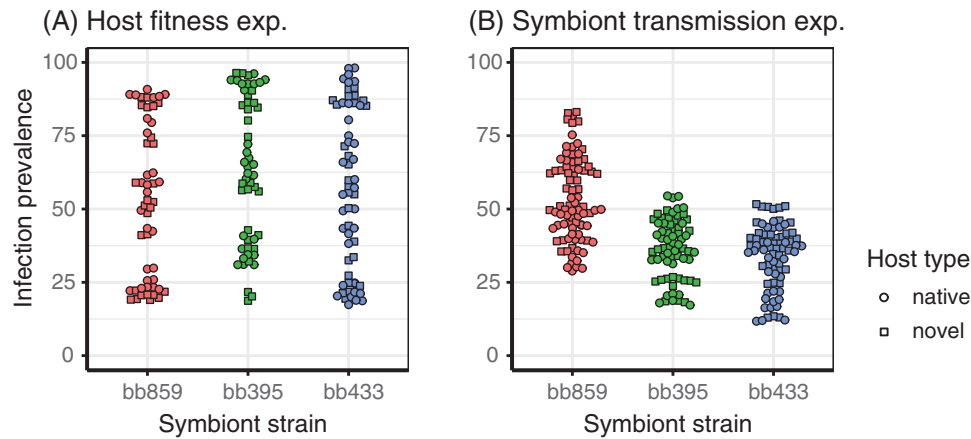 (A) Host fitness exp.
(B) Symbiont transmission exp.
Infection prevalence
100
75
50
25
0
bb859 bb395 bb433
Symbiont strain
100
75
50
25
0
bb859 bb395 bb433
Symbiont strain
Host type
native
novel